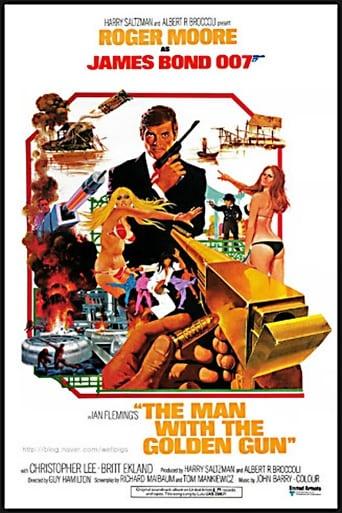 HARRY SALTZMAN and ALBERT R BROCCOLI present
ROGER MOORE
AS
JAMES BOND 007
IAN FLEMING'S
"THE MAN
WITH THE
GOLDEN GUN"
http://blog.naver.com/wefpigs
with CHRISTOPHER LEE · BRITT EKLAND Produced by HARRY SALTZMAN and ALBERT R BROCCOLI
Directed by GUY HAMILTON Screenplay by RICHARD MAIBAUM and TOM MANKIEWICZ Music by JOHN BARRY · COLOUR
United Artists